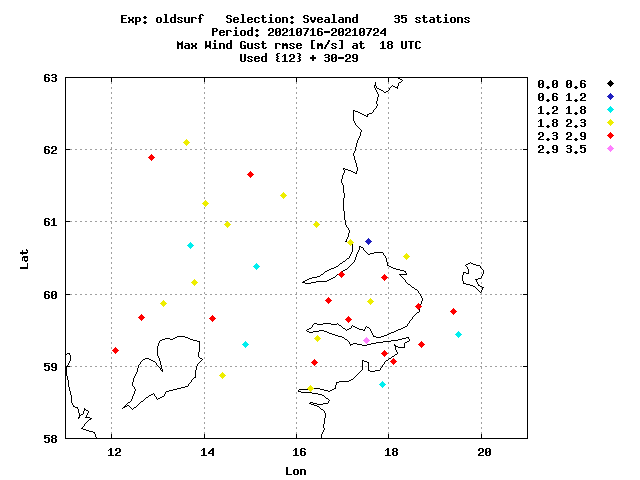 Exp: oldsurf   Selection: Svealand     35 stations
Period: 20210716-20210724
Max Wind Gust rmse [m/s] at  18 UTC
Used {12} + 30-29
63
62
61
60
59
58
Lat
12 14 16 18 20
Lon
0.0 0.6
0.6 1.2
1.2 1.8
1.8 2.3
2.3 2.9
2.9 3.5